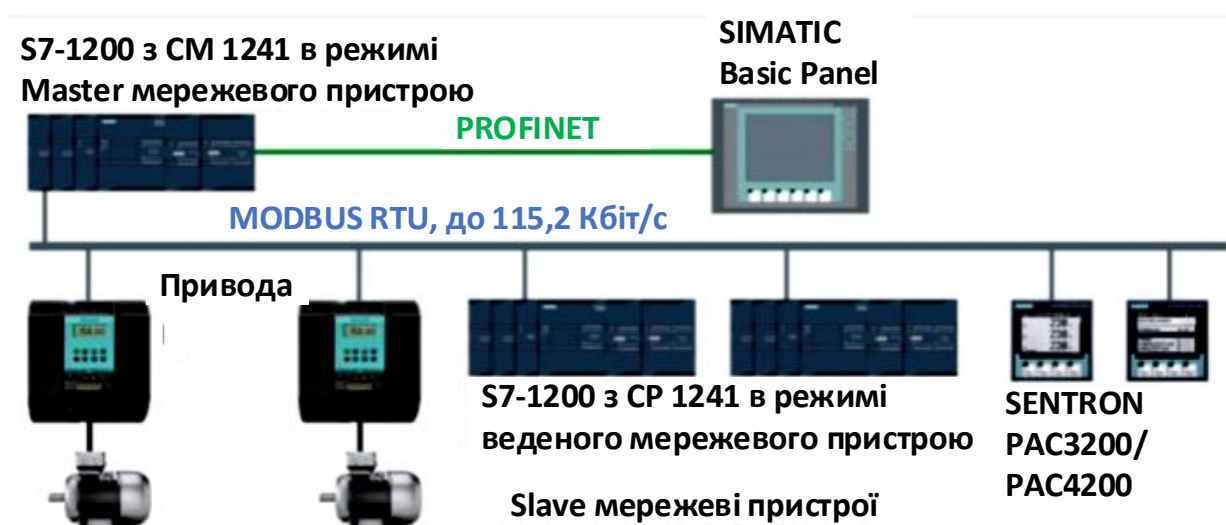 S7-1200 з CM 1241 в режимі
Master мережевого пристрою
SIMATIC
Basic Panel
PROFINET
MODBUS RTU, до 115,2 Кбіт/с
Привода
S7-1200 з CP 1241 в режимі
веденого мережевого пристрою
SENTRON
PAC3200/
PAC4200
Slave мережеві пристрої